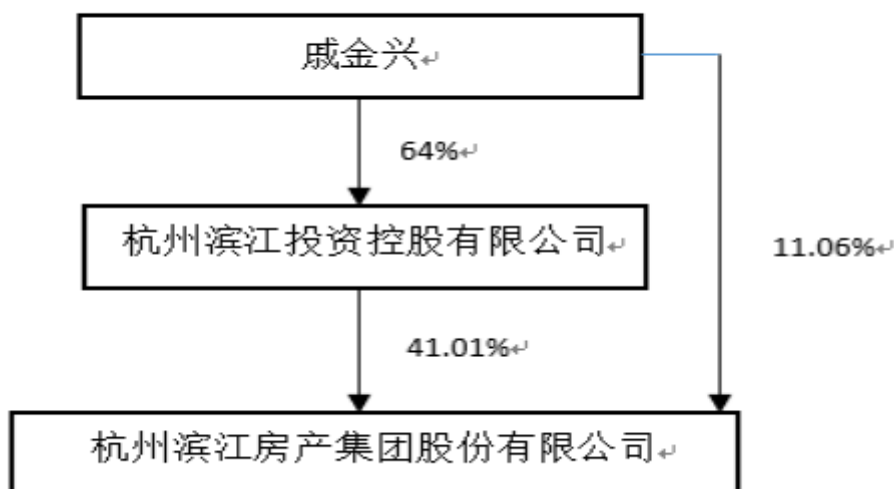 戚金兴
64%
杭州滨江投资控股有限公司
11.06%
41.01%
杭州滨江房产集团股份有限公司